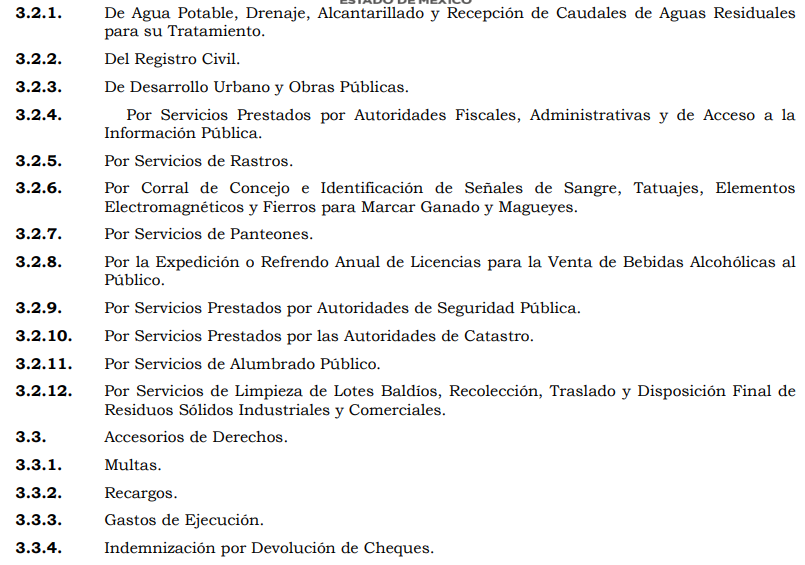 ESTADO DE MÉXICO
3.2.1. De Agua Potable, Drenaje, Alcantarillado y Recepción de Caudales de Aguas Residuales
para su Tratamiento.
3.2.2. Del Registro Civil.
3.2.3. De Desarrollo Urbano y Obras Públicas.
3.2.4. Por Servicios Prestados por Autoridades Fiscales, Administrativas y de Acceso a la
Información Pública.
3.2.5. Por Servicios de Rastros.
3.2.6. Por Corral de Concejo e Identificación de Señales de Sangre, Tatuajes, Elementos
Electromagnéticos y Fierros para Marcar Ganado y Magueyes.
3.2.7. Por Servicios de Panteones.
3.2.8. Por la Expedición o Refrendo Anual de Licencias para la Venta de Bebidas Alcohólicas al
Público.
3.2.9. Por Servicios Prestados por Autoridades de Seguridad Pública.
3.2.10. Por Servicios Prestados por las Autoridades de Catastro.
3.2.11. Por Servicios de Alumbrado Público.
3.2.12. Por Servicios de Limpieza de Lotes Baldíos, Recolección, Traslado y Disposición Final de
Residuos Sólidos Industriales y Comerciales.
3.3. Accesorios de Derechos.
3.3.1. Multas.
3.3.2. Recargos.
3.3.3. Gastos de Ejecución.
3.3.4. Indemnización por Devolución de Cheques.